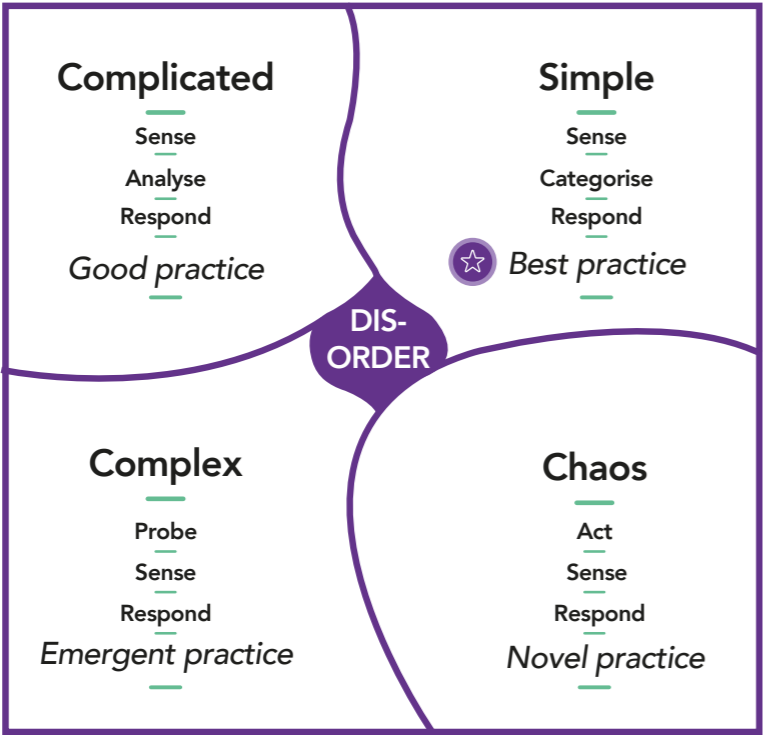 Complicated
Sense
Analyse
Respond
Good practice
Simple
Sense
Categorise
Respond
Best practice
DIS-
ORDER
Complex
Probe
Sense
Respond
Emergent practice
Chaos
Act
Sense
Respond
Novel practice